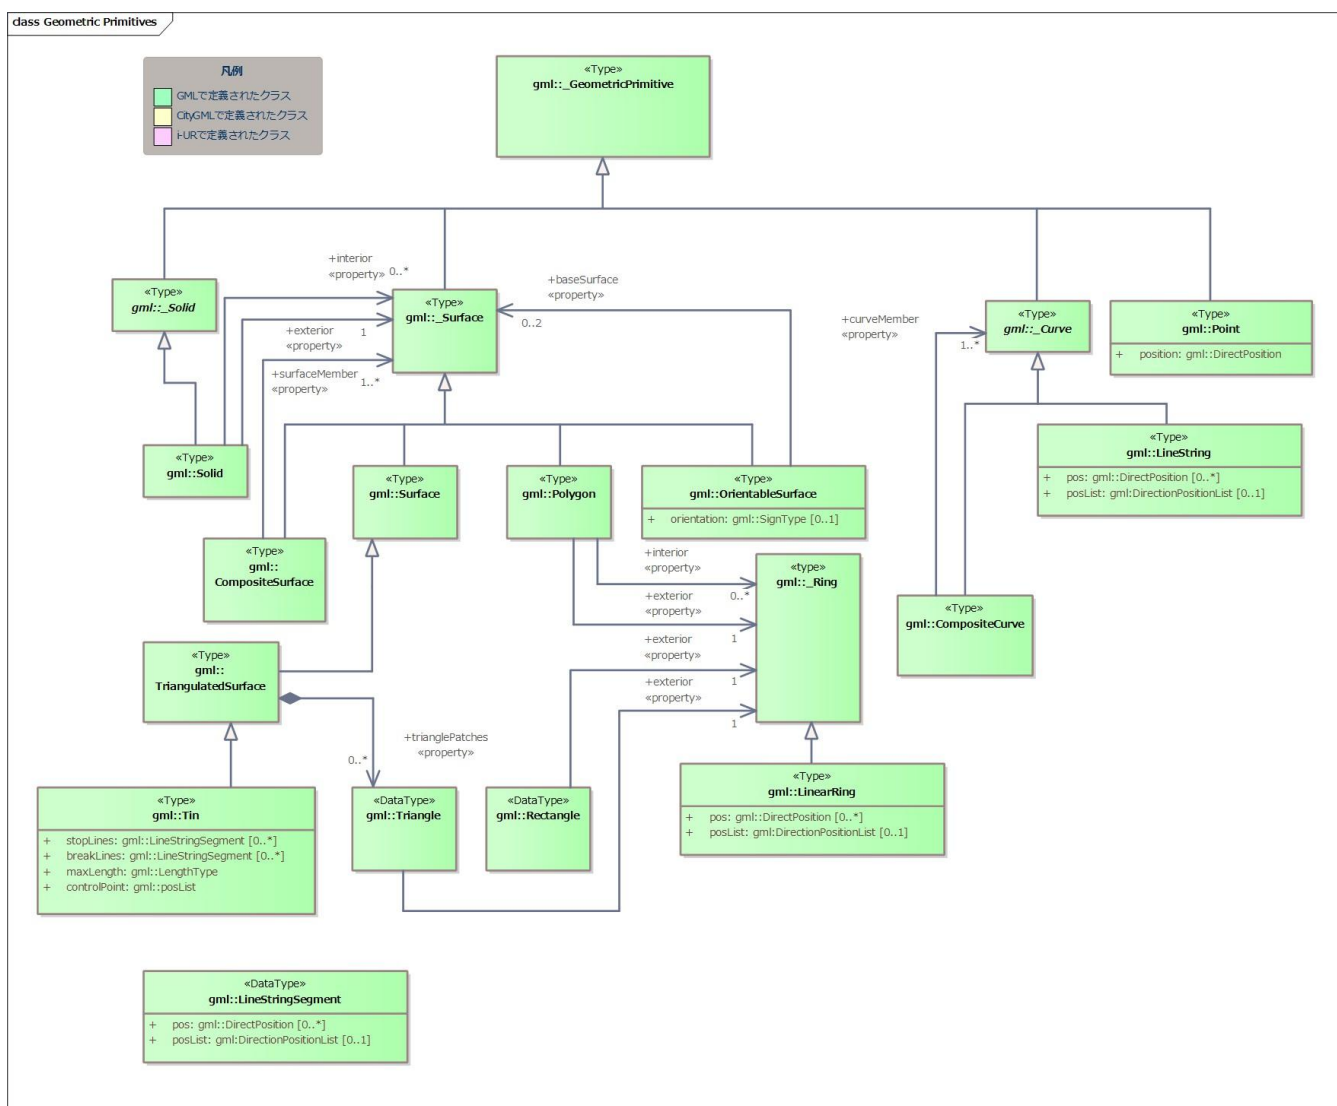 class Geometric Primitives
凡例
GMLで定義されたクラス
CityGMLで定義されたクラス
i-URで定義されたクラス
«Type»
gml::_GeometricPrimitive
«Type»
gml::_Solid
+interior
«property»
0..*
+exterior
«property»
1
+surfaceMember
«property»
1..*
«Type»
gml::_Surface
+baseSurface
«property»
0..2
+curveMember
«property»
1..*
«Type»
gml::_Curve
«Type»
gml::Point
+ position: gml::DirectPosition
«Type»
gml::Solid
«Type»
gml::Surface
«Type»
gml::Polygon
«Type»
gml::OrientableSurface
+ orientation: gml::SignType [0..1]
«Type»
gml::LineString
+ pos: gml::DirectPosition [0..*]
+ posList: gml:DirectionPositionList [0..1]
«Type»
gml::
CompositeSurface
+interior
«property»
0..*
+exterior
«property»
1
+exterior
«property»
1
+exterior
«property»
1
«type»
gml::_Ring
«Type»
gml::CompositeCurve
«Type»
gml::
TriangulatedSurface
+trianglePatches
«property»
0..*
«Type»
gml::Tin
+ stopLines: gml::LineStringSegment [0..*]
+ breakLines: gml::LineStringSegment [0..*]
+ maxLength: gml::LengthType
+ controlPoint: gml::posList
«DataType»
gml::Triangle
«DataType»
gml::Rectangle
«Type»
gml::LinearRing
+ pos: gml::DirectPosition [0..*]
+ posList: gml:DirectionPositionList [0..1]
«DataType»
gml::LineStringSegment
+ pos: gml::DirectPosition [0..*]
+ posList: gml:DirectionPositionList [0..1]